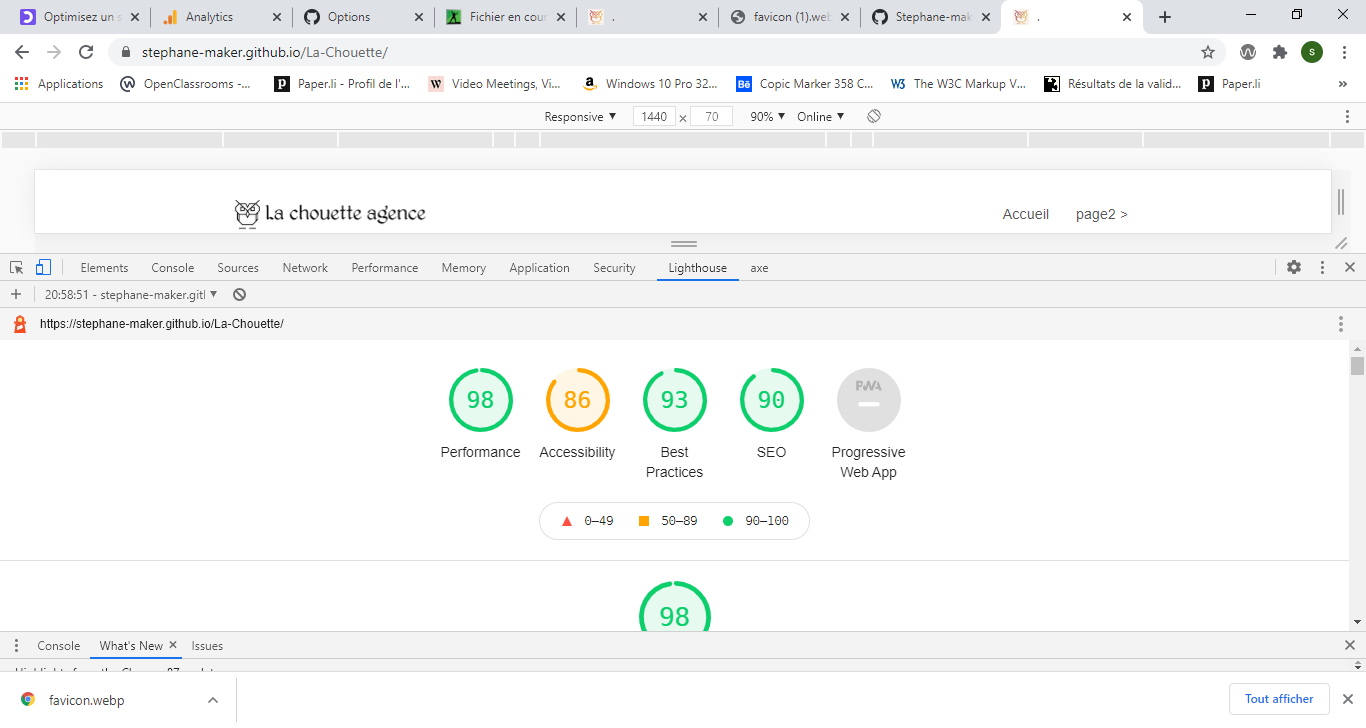 Optimisez un s
Analytics
Options
Fichier en cour
.
favicon (1).web
Stephane-mak
.
stephane-maker.github.io/La-Chouette/
s
Applications
OpenClassrooms -...
Paper.li - Profil de l'...
Video Meetings, Vi...
Windows 10 Pro 32...
Copic Marker 358 C...
The W3C Markup V...
Résultats de la valid...
Paper.li
»
Responsive ▼ 1440 × 70 90% ▼ Online ▼
La chouette agence
Accueil
page2 >
Elements Console Sources Network Performance Memory Application Security Lighthouse axe
20:58:51 - stephane-maker.gitl ▼
https://stephane-maker.github.io/La-Chouette/
98
86
93
90
PWA
Performance
Accessibility
Best
Practices
SEO
Progressive
Web App
0–49 50–89 90–100
98
Console What's New Issues
favicon.webp
Tout afficher